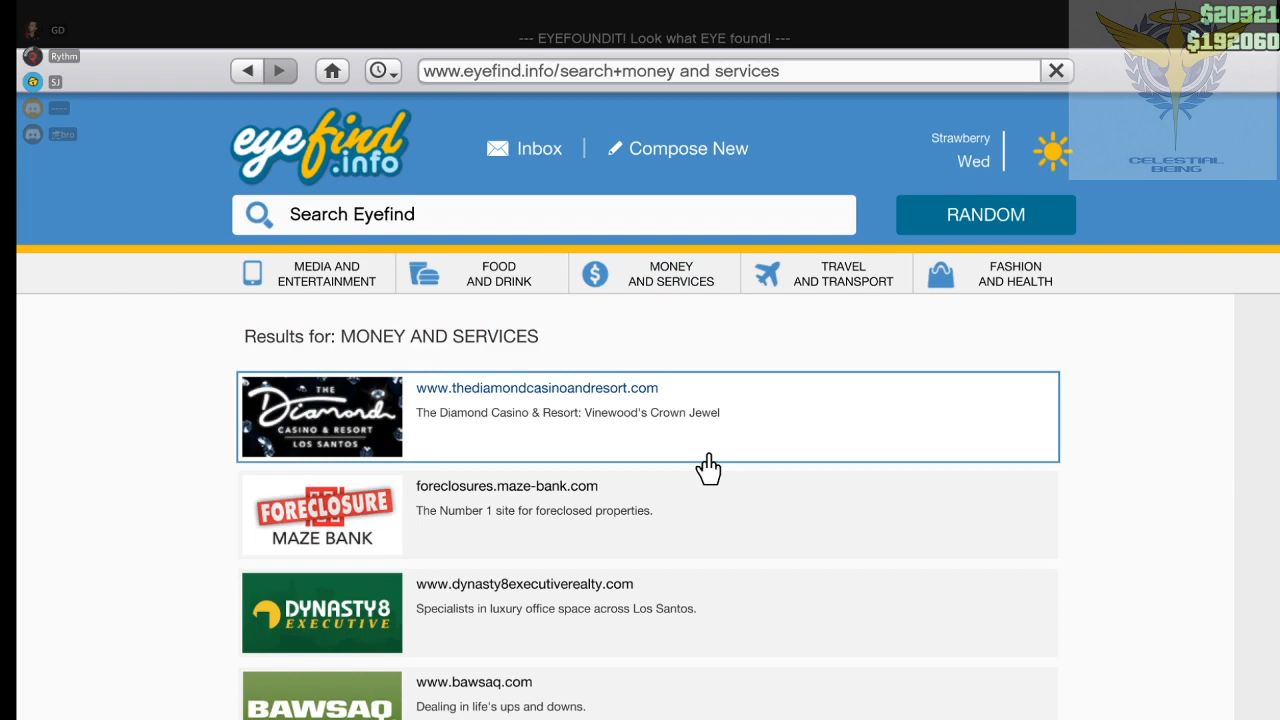 GD
$20321
--- EYEFOUNDIT! Look what EYE found! ---
$192060
Rythm
www.eyefind.info/search+money and services
SJ
----
bro
eyefind
.info
Inbox
Compose New
Strawberry
Wed
CELESTIAL
BEING
Search Eyefind
RANDOM
MEDIA AND
ENTERTAINMENT
FOOD
AND DRINK
MONEY
AND SERVICES
TRAVEL
AND TRANSPORT
FASHION
AND HEALTH
Results for: MONEY AND SERVICES
THE
Diamond
CASINO & RESORT
LOS SANTOS
www.thediamondcasinoandresort.com
The Diamond Casino & Resort: Vinewood's Crown Jewel
FORECLOSURE
MAZE BANK
foreclosures.maze-bank.com
The Number 1 site for foreclosed properties.
DYNASTY8
EXECUTIVE
www.dynasty8executiverealty.com
Specialists in luxury office space across Los Santos.
BAWSAQ
www.bawsaq.com
Dealing in life's ups and downs.